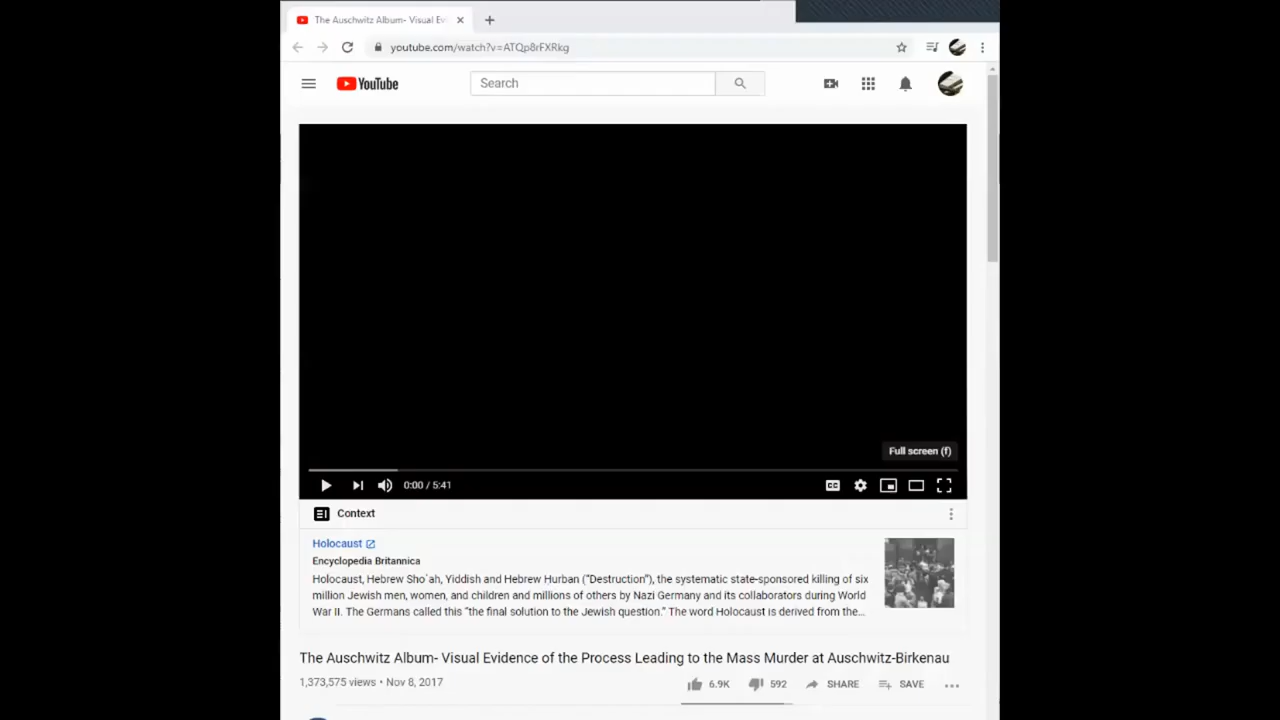 The Auschwitz Album- Visual Ev
youtube.com/watch?v=ATQp8rFXRkg
YouTube
Search
Full screen (f)
0:00 / 5:41
CC
Context
Holocaust
Encyclopedia Britannica
Holocaust, Hebrew Shoʾah, Yiddish and Hebrew Hurban (“Destruction”), the systematic state-sponsored killing of six
million Jewish men, women, and children and millions of others by Nazi Germany and its collaborators during World
War II. The Germans called this “the final solution to the Jewish question.” The word Holocaust is derived from the...
The Auschwitz Album- Visual Evidence of the Process Leading to the Mass Murder at Auschwitz-Birkenau
1,373,575 views • Nov 8, 2017
6.9K 592 SHARE SAVE